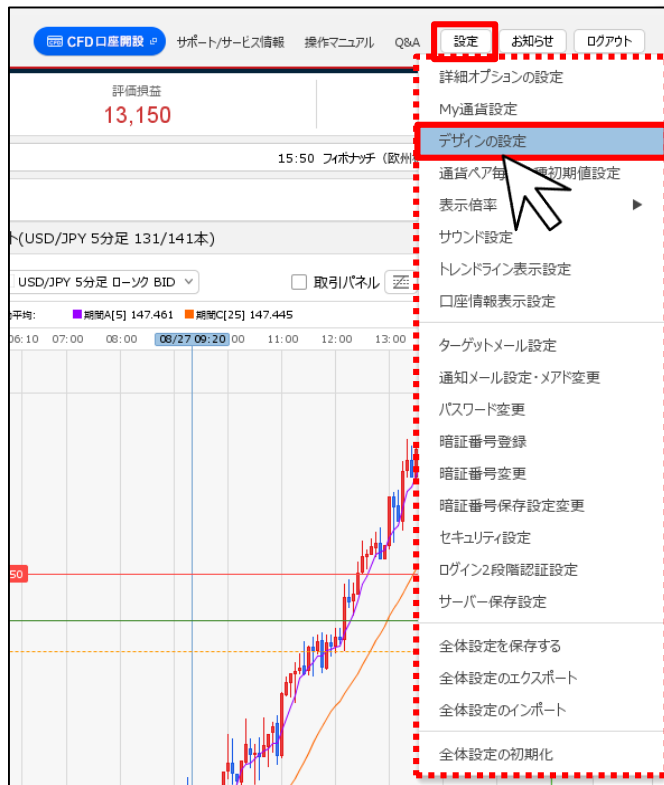 CFD口座開設
サポート/サービス情報
操作マニュアル
Q&A
設定
お知らせ
ログアウト
評価損益
13,150
15:50 フィボナッチ (欧州
(USD/JPY 5分足 131/141本)
USD/JPY 5分足 ローソク BID
取引パネル
平均:
期間A[5] 147.461
期間C[25] 147.445
06:10
07:00
08:00
08/27 09:20
00
11:00
12:00
13:00
50
詳細オプションの設定
My通貨設定
デザインの設定
通貨ペア毎
初期値設定
表示倍率
サウンド設定
トレンドライン表示設定
口座情報表示設定
ターゲットメール設定
通知メール設定・メアド変更
パスワード変更
暗証番号登録
暗証番号変更
暗証番号保存設定変更
セキュリティ設定
ログイン2段階認証設定
サーバー保存設定
全体設定を保存する
全体設定のエクスポート
全体設定のインポート
全体設定の初期化